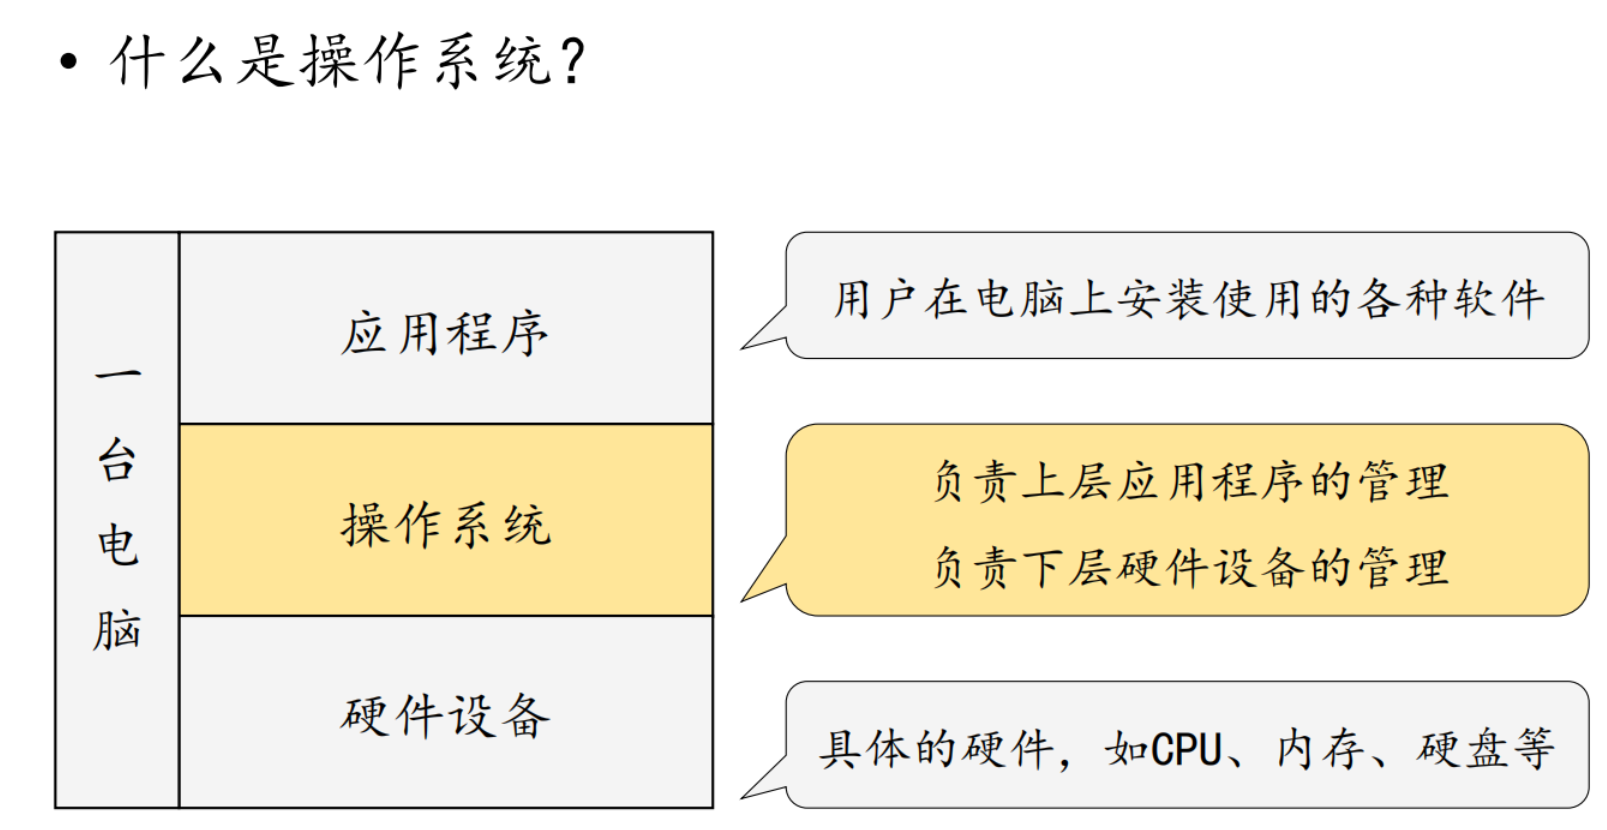 • 什么是操作系统？
一台电脑
应用程序
用户在电脑上安装使用的各种软件
操作系统
负责上层应用程序的管理
负责下层硬件设备的管理
硬件设备
具体的硬件，如CPU、内存、硬盘等